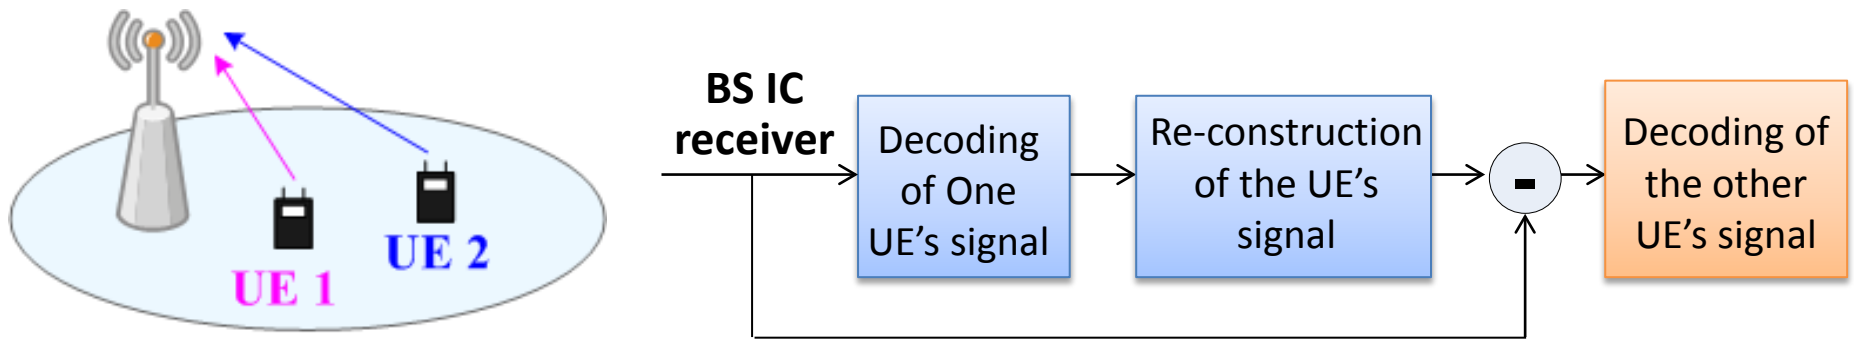 UE 1
UE 2
BS IC
receiver
Decoding
of One
UE’s signal
Re-construction
of the UE’s
signal
-
Decoding of
the other
UE’s signal